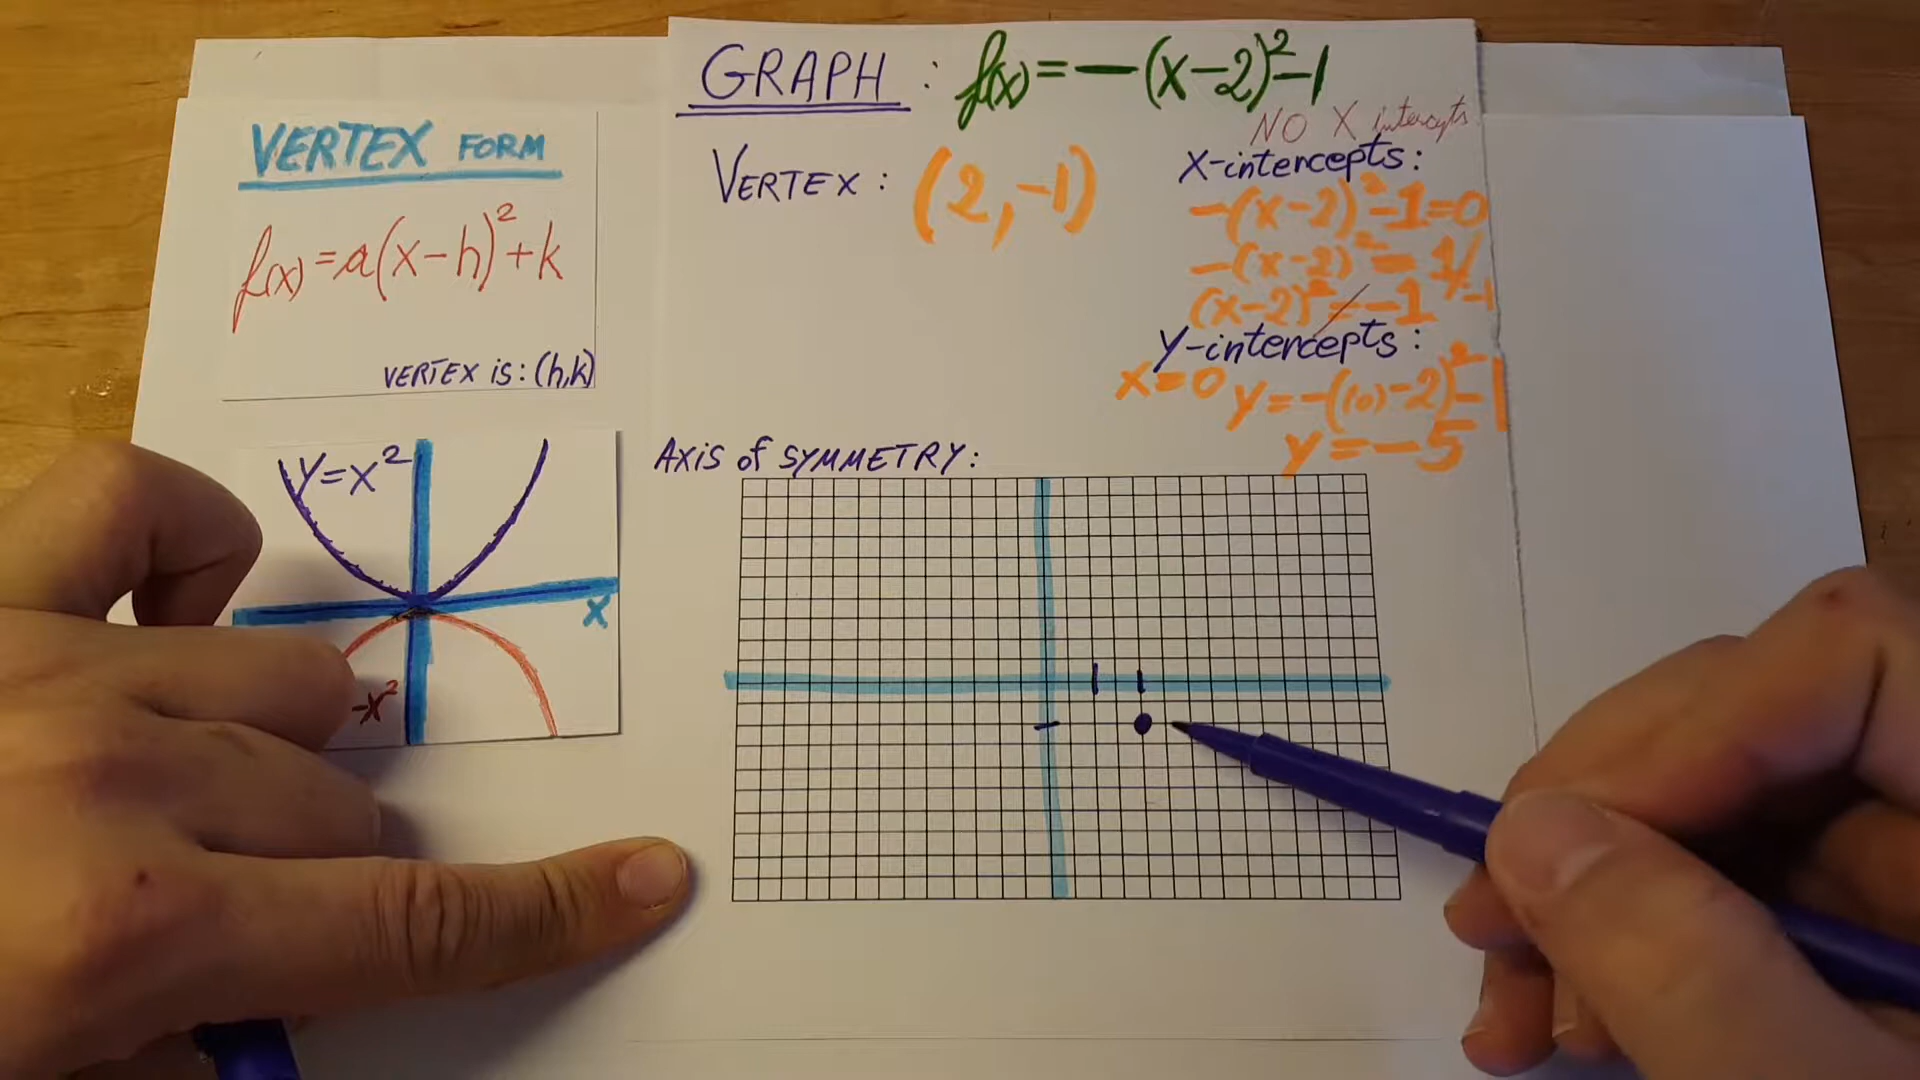 GRAPH : f(x)=-(x-2)²-1
VERTEX FORM
f(x)=a(x-h)²+k
VERTEX is: (h,k)
VERTEX : (2,-1)
NO X intercepts
X-intercepts:
-(x-2)²-1=0
-(x-2)²=1/-1
(x-2)²=-1
Y-intercepts:
x=0 y=-((0)-2)²-1
y=-5
Axis of SYMMETRY:
y=x²
x
-x²